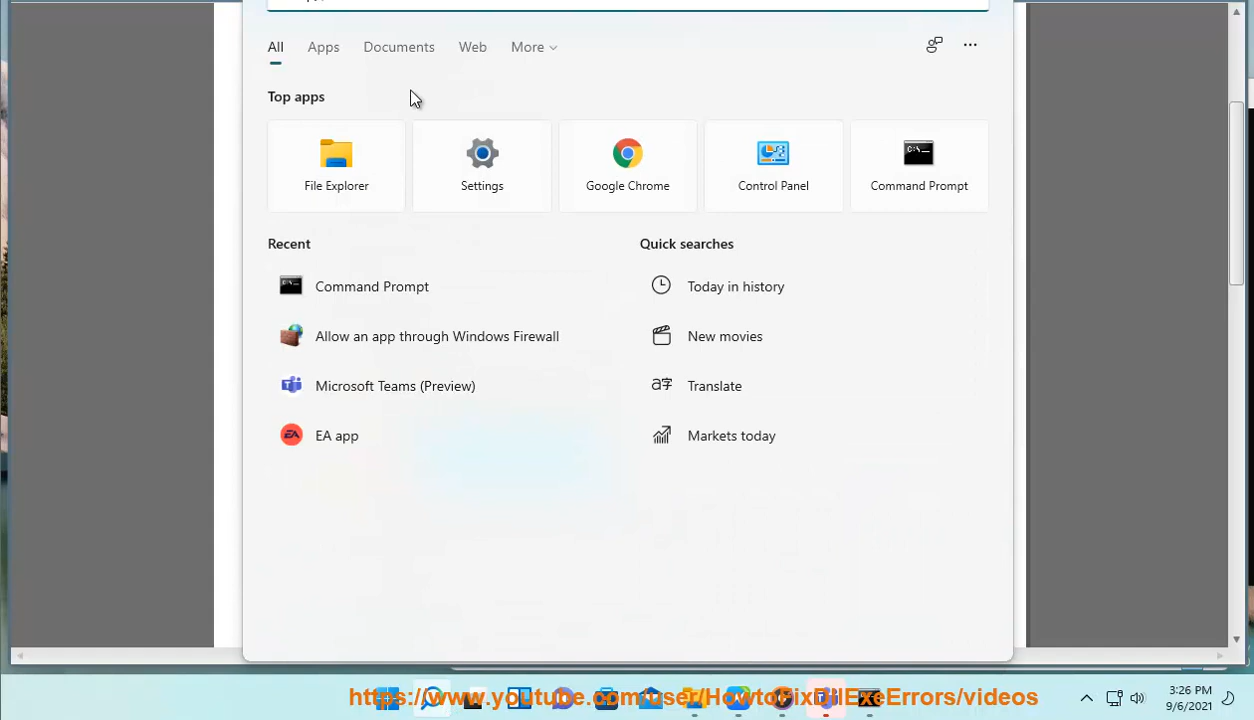 All Apps Documents Web More
Top apps
File Explorer Settings Google Chrome Control Panel Command Prompt
Recent
Command Prompt
Allow an app through Windows Firewall
Microsoft Teams (Preview)
EA app
Quick searches
Today in history
New movies
Translate
Markets today
https://www.youtube.com/user/HowtoFixDllExeErrors/videos
3:26 PM
9/6/2021